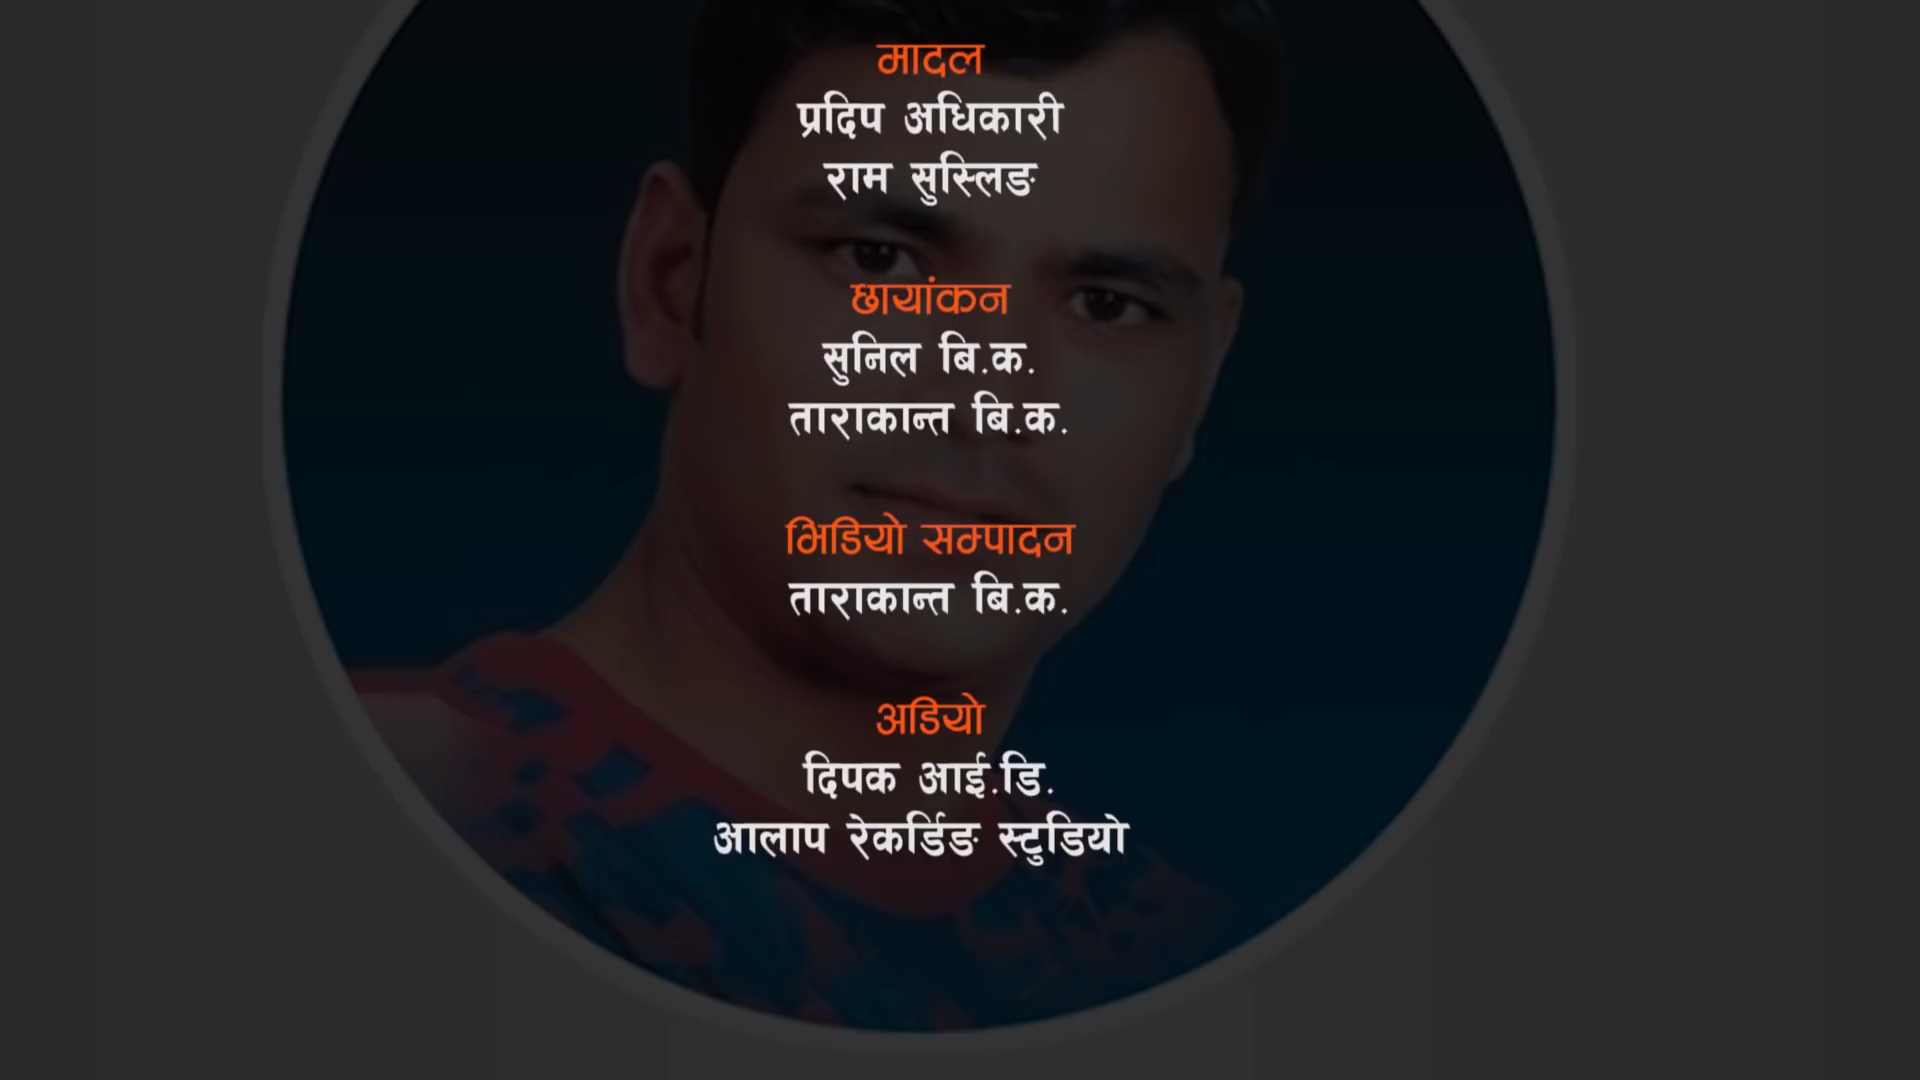 मादल
प्रदिप अधिकारी
राम सुस्लिङ
छायांकन
सुनिल बि.क.
ताराकान्त बि.क.
भिडियो सम्पादन
ताराकान्त बि.क.
अडियो
दिपक आई.डि.
आलाप रेकर्डिङ स्टुडियो